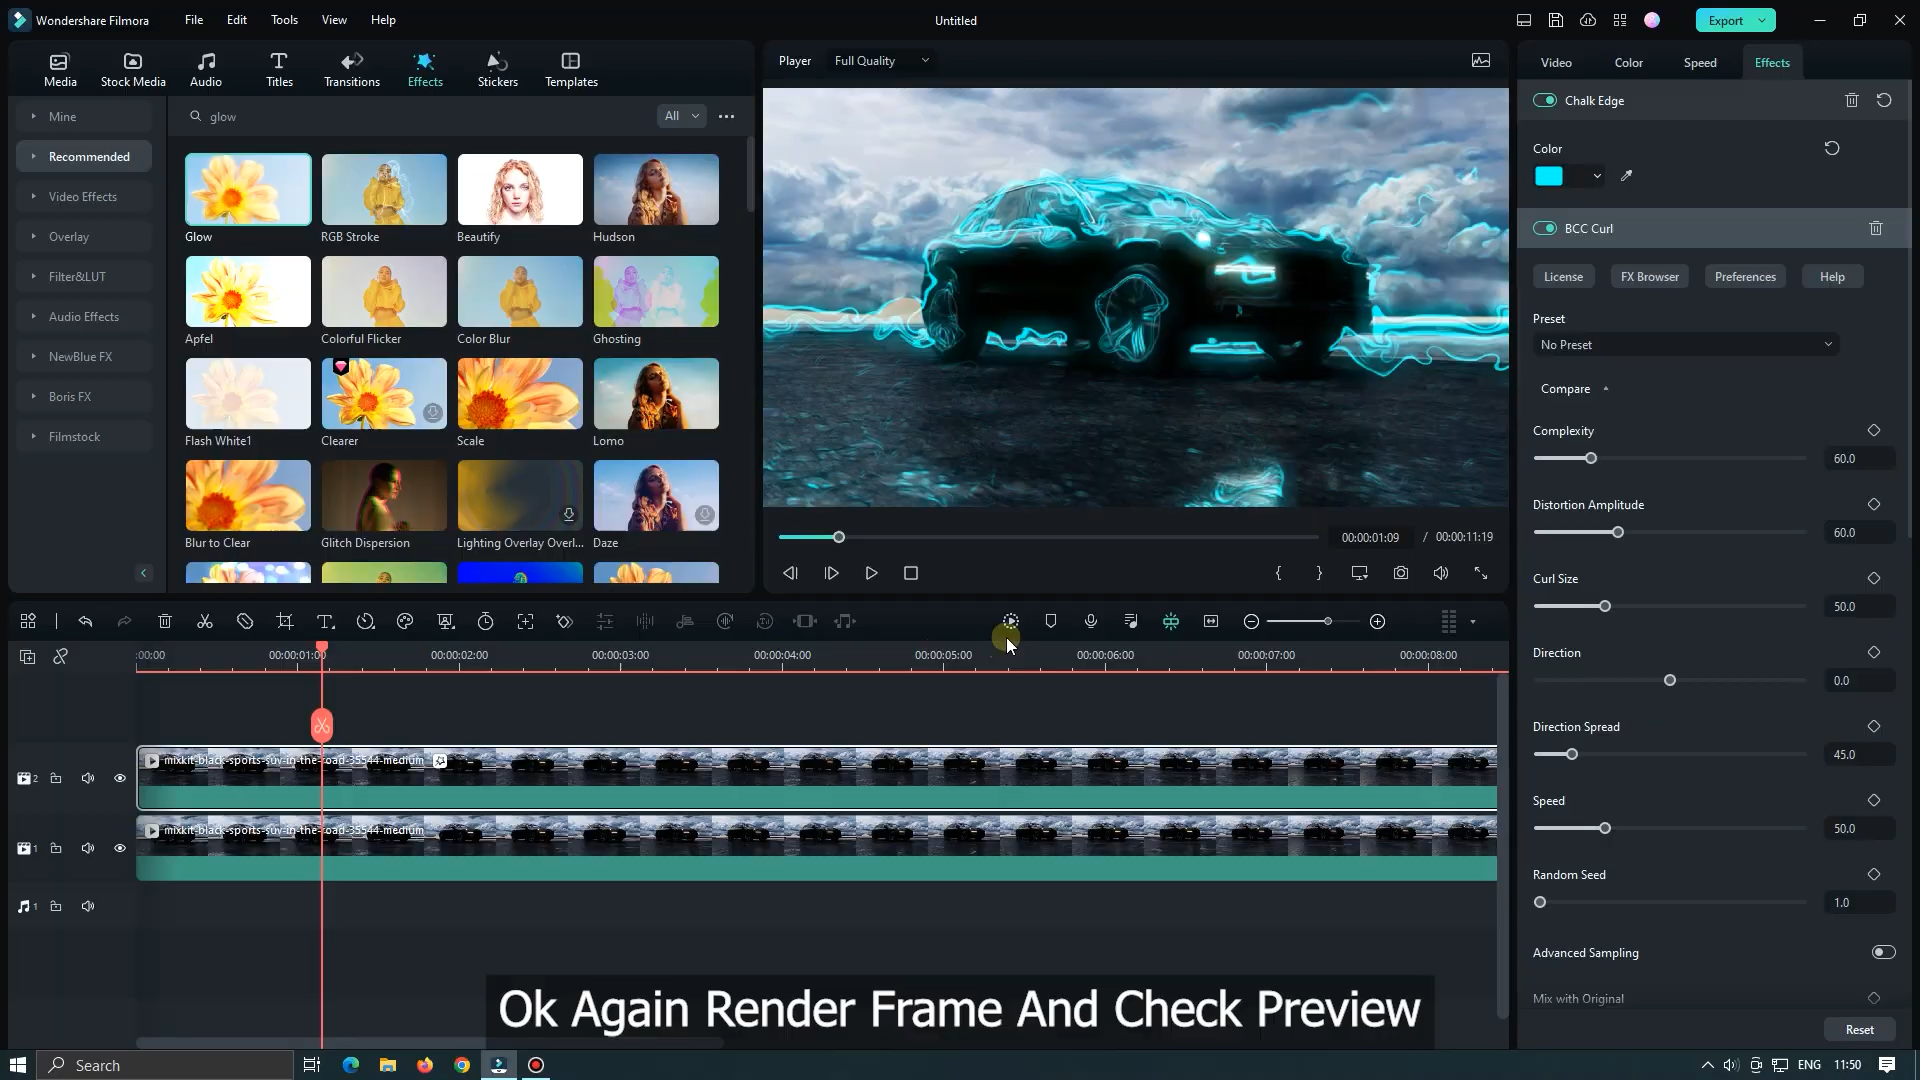 Wondershare Filmora
File
Edit
Tools
View
Help
Untitled
Export
Media
Stock Media
Audio
Titles
Transitions
Effects
Stickers
Templates
Player
Full Quality
Video
Color
Speed
Effects
Mine
Recommended
Video Effects
Overlay
Filter&LUT
Audio Effects
NewBlue FX
Boris FX
Filmstock
glow
All
Glow
RGB Stroke
Beautify
Hudson
Apfel
Colorful Flicker
Color Blur
Ghosting
Flash White1
Clearer
Scale
Lomo
Blur to Clear
Glitch Dispersion
Lighting Overlay Overl...
Daze
00:00:01:09
/ 00:00:11:19
Chalk Edge
Color
BCC Curl
License
FX Browser
Preferences
Help
Preset
No Preset
Compare
Complexity
60.0
Distortion Amplitude
60.0
Curl Size
50.0
Direction
0.0
Direction Spread
45.0
Speed
50.0
Random Seed
1.0
Advanced Sampling
Mix with Original
Reset
:00:00
00:00:01:00
00:00:02:00
00:00:03:00
00:00:04:00
00:00:05:00
00:00:06:00
00:00:07:00
00:00:08:00
2
mixkit-black-sports-suv-in-the-road-35544-medium
1
mixkit-black-sports-suv-in-the-road-35544-medium
1
Ok Again Render Frame And Check Preview
Search
ENG
11:50